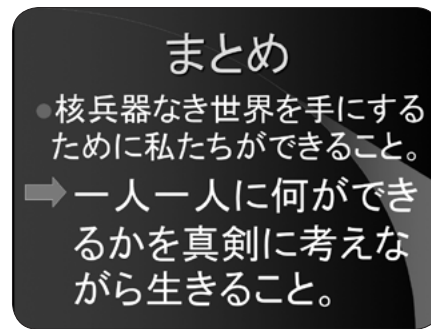 まとめ
核兵器なき世界を手にする
ために私たちができること。
一人一人に何ができ
るかを真剣に考えな
がら生きること。